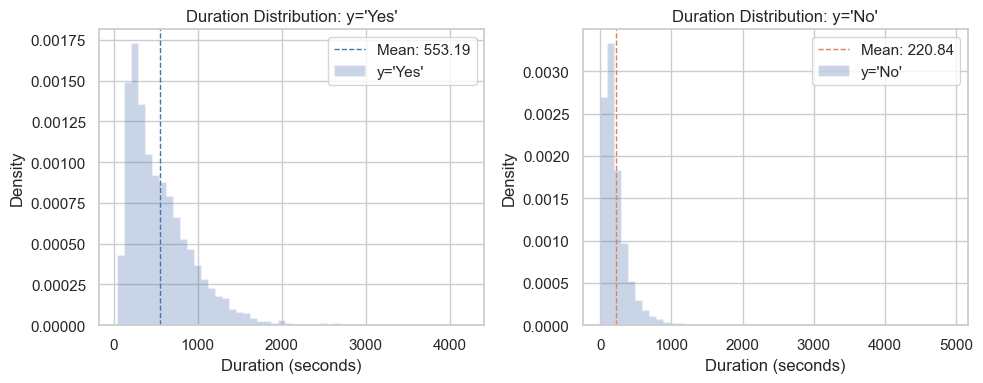 Duration Distribution: y='Yes'
0.00175
0.00150
0.00125
0.00100
0.00075
0.00050
0.00025
0.00000
Density
0
1000
2000
3000
4000
Duration (seconds)
Mean: 553.19
y='Yes'
Duration Distribution: y='No'
0.0030
0.0025
0.0020
0.0015
0.0010
0.0005
0.0000
Density
0
1000
2000
3000
4000
5000
Duration (seconds)
Mean: 220.84
y='No'